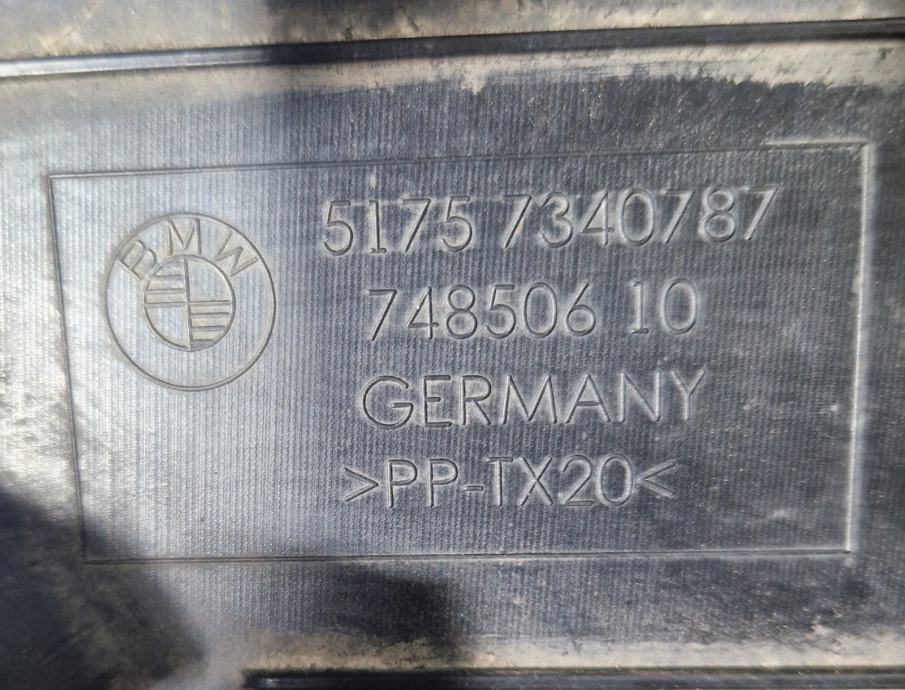 BMW
5175 7340787
748506 10
GERMANY
>PP-TX20<